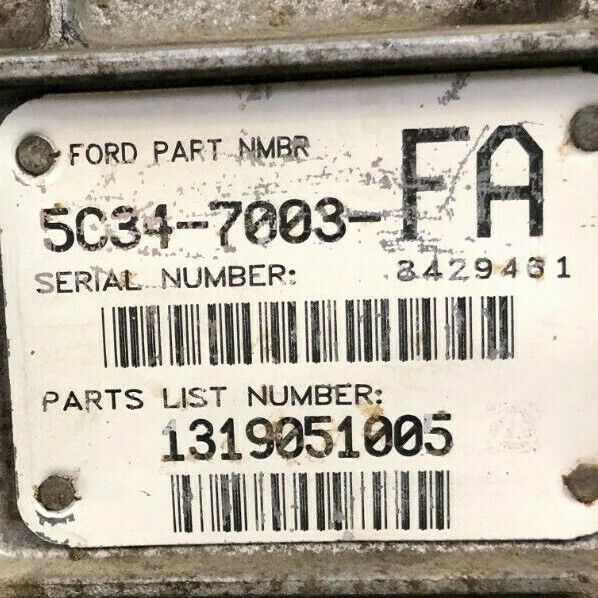 FORD PART NMBR
5C34-7003-FA
SERIAL NUMBER: 8429461
PARTS LIST NUMBER:
1319051005